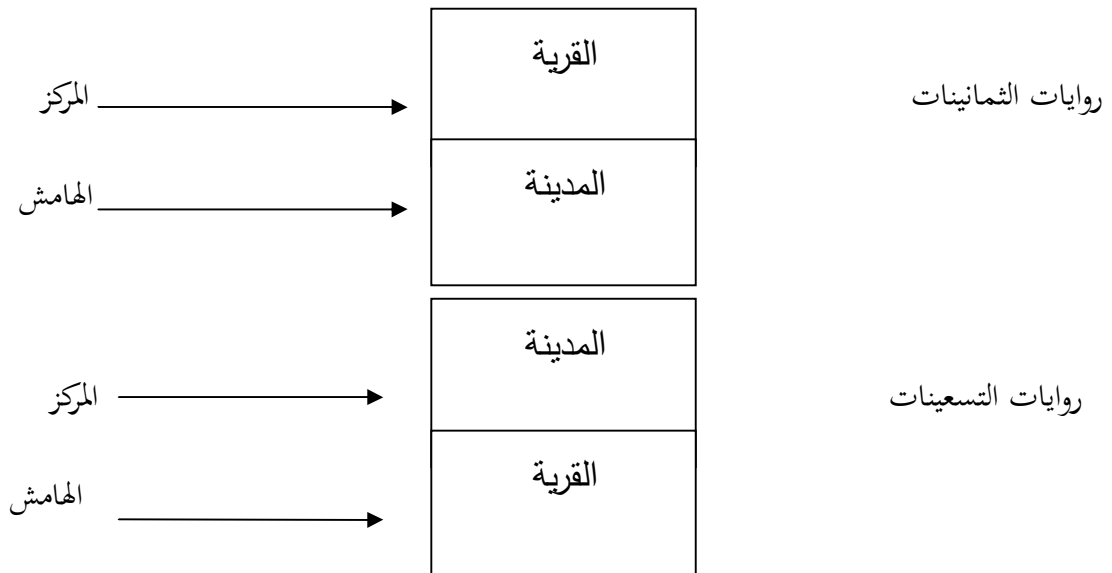 القرية
روايات الثمانينات
المركز
المدينة
الهامش
المدينة
روايات التسعينات
المركز
القرية
الهامش